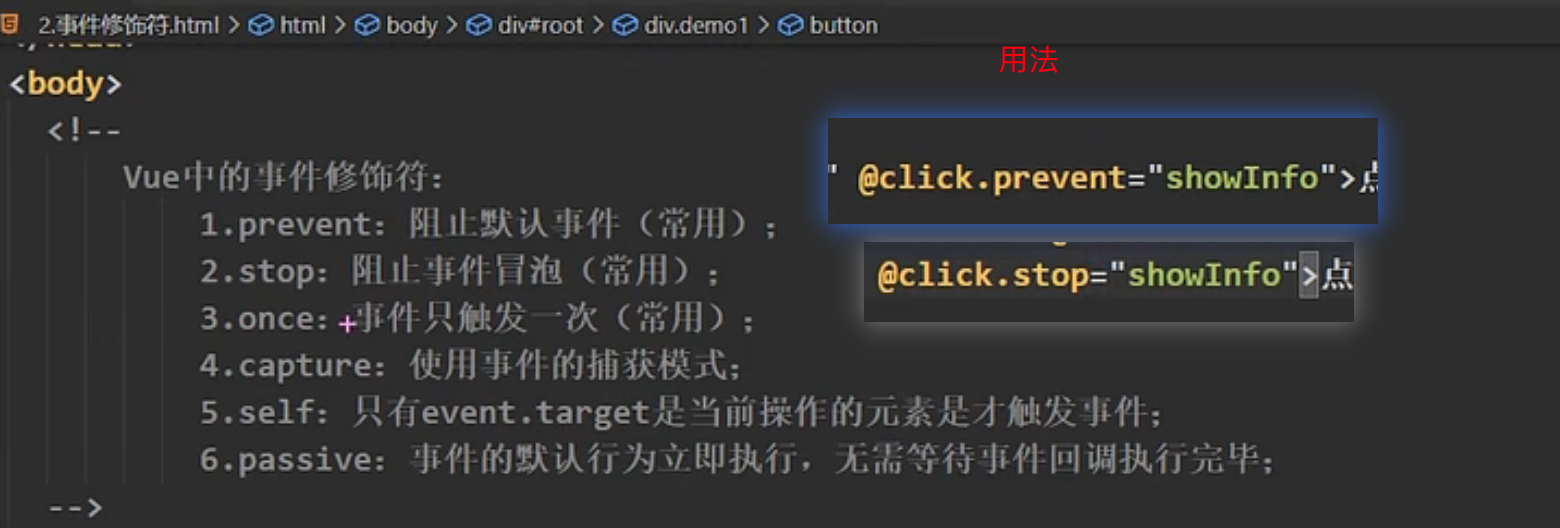 2.事件修饰符.html > html > body > div#root > div.demo1 > button
用法
<body>
<!--
Vue中的事件修饰符：
1.prevent：阻止默认事件（常用）；
2.stop：阻止事件冒泡（常用）；
3.once：事件只触发一次（常用）；
4.capture：使用事件的捕获模式；
5.self：只有event.target是当前操作的元素是才触发事件；
6.passive：事件的默认行为立即执行，无需等待事件回调执行完毕；
-->
" @click.prevent="showInfo">点
@click.stop="showInfo">点